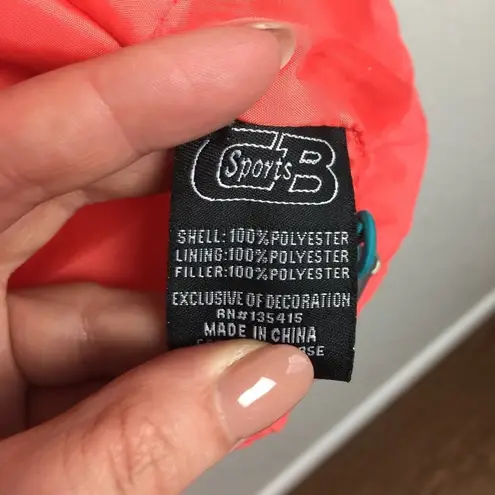 CB Sports
SHELL: 100% POLYESTER
LINING: 100% POLYESTER
FILLER: 100% POLYESTER
EXCLUSIVE OF DECORATION
RN#135415
MADE IN CHINA